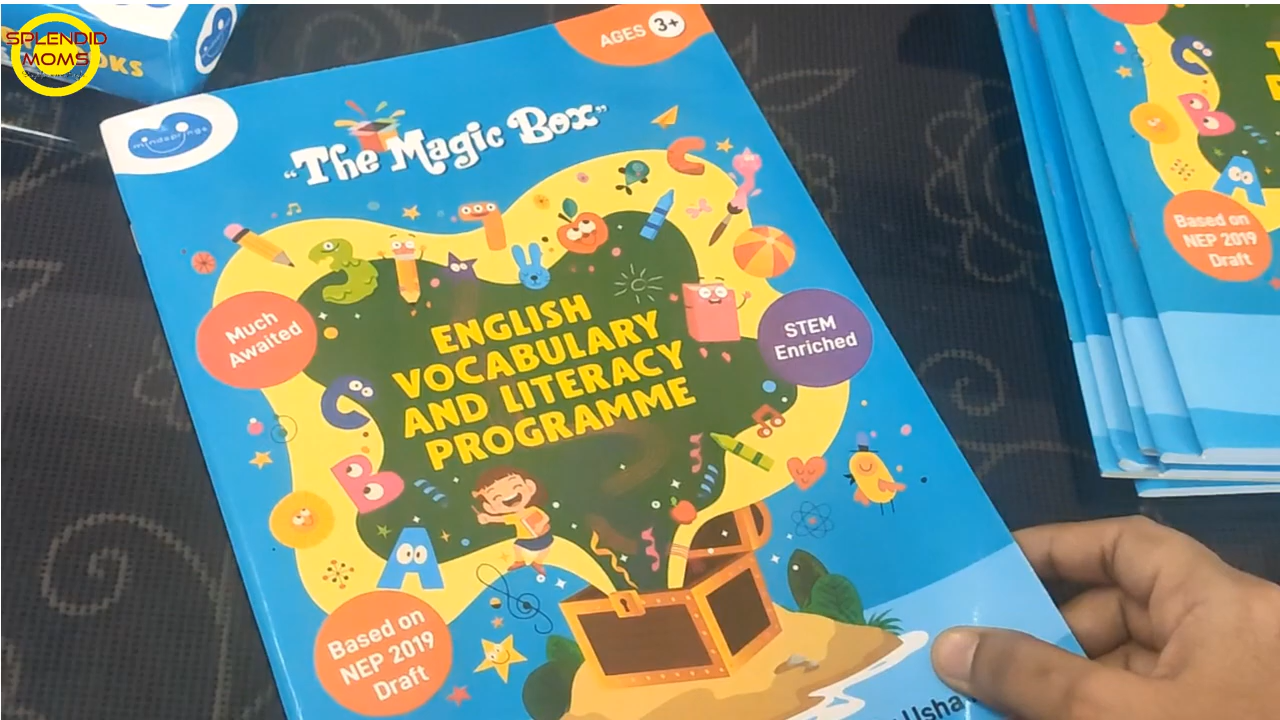 SPLENDID
MOMS
OKS
mindsprings
AGES 3+
"The Magic Box"
ENGLISH
VOCABULARY
AND LITERACY
PROGRAMME
Much
Awaited
STEM
Enriched
C
B
A
Based on
NEP 2019
Draft
Usha
C
B
A
Based on
NEP 2019
Draft